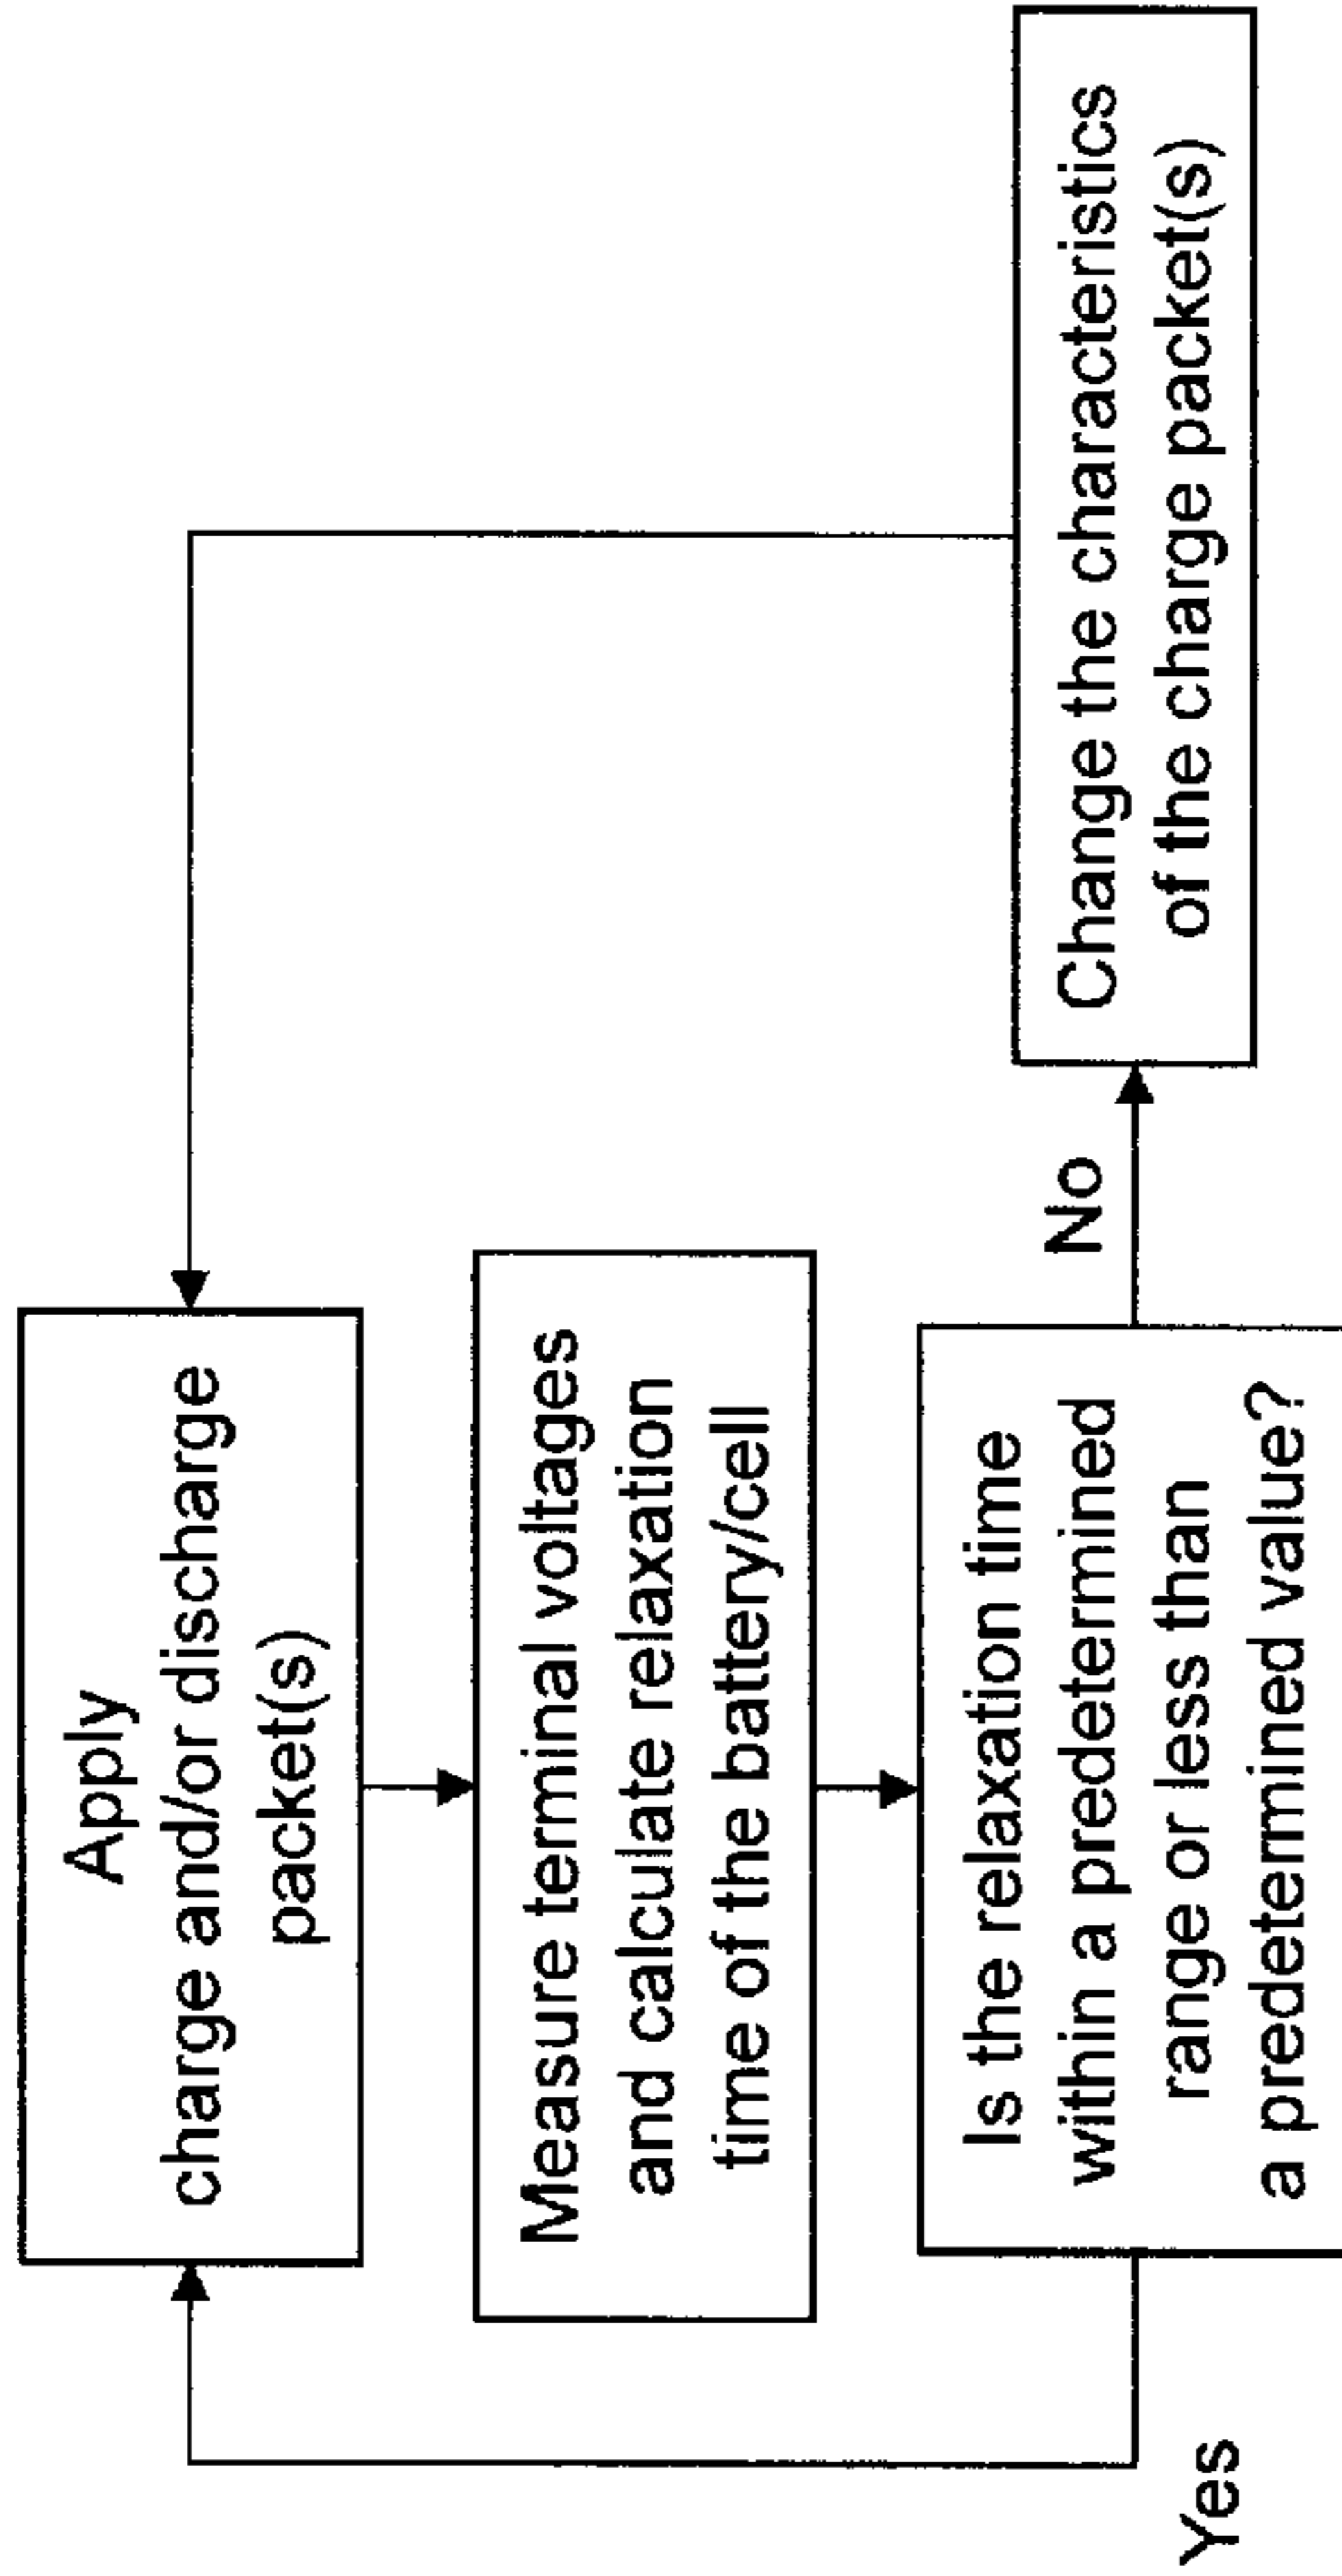 Apply
charge and/or discharge
packet(s)
Measure terminal voltages
and calculate relaxation
time of the battery/cell
Is the relaxation time
within a predetermined
range or less than
a predetermined value?
Yes
No
Change the characteristics
of the charge packet(s)